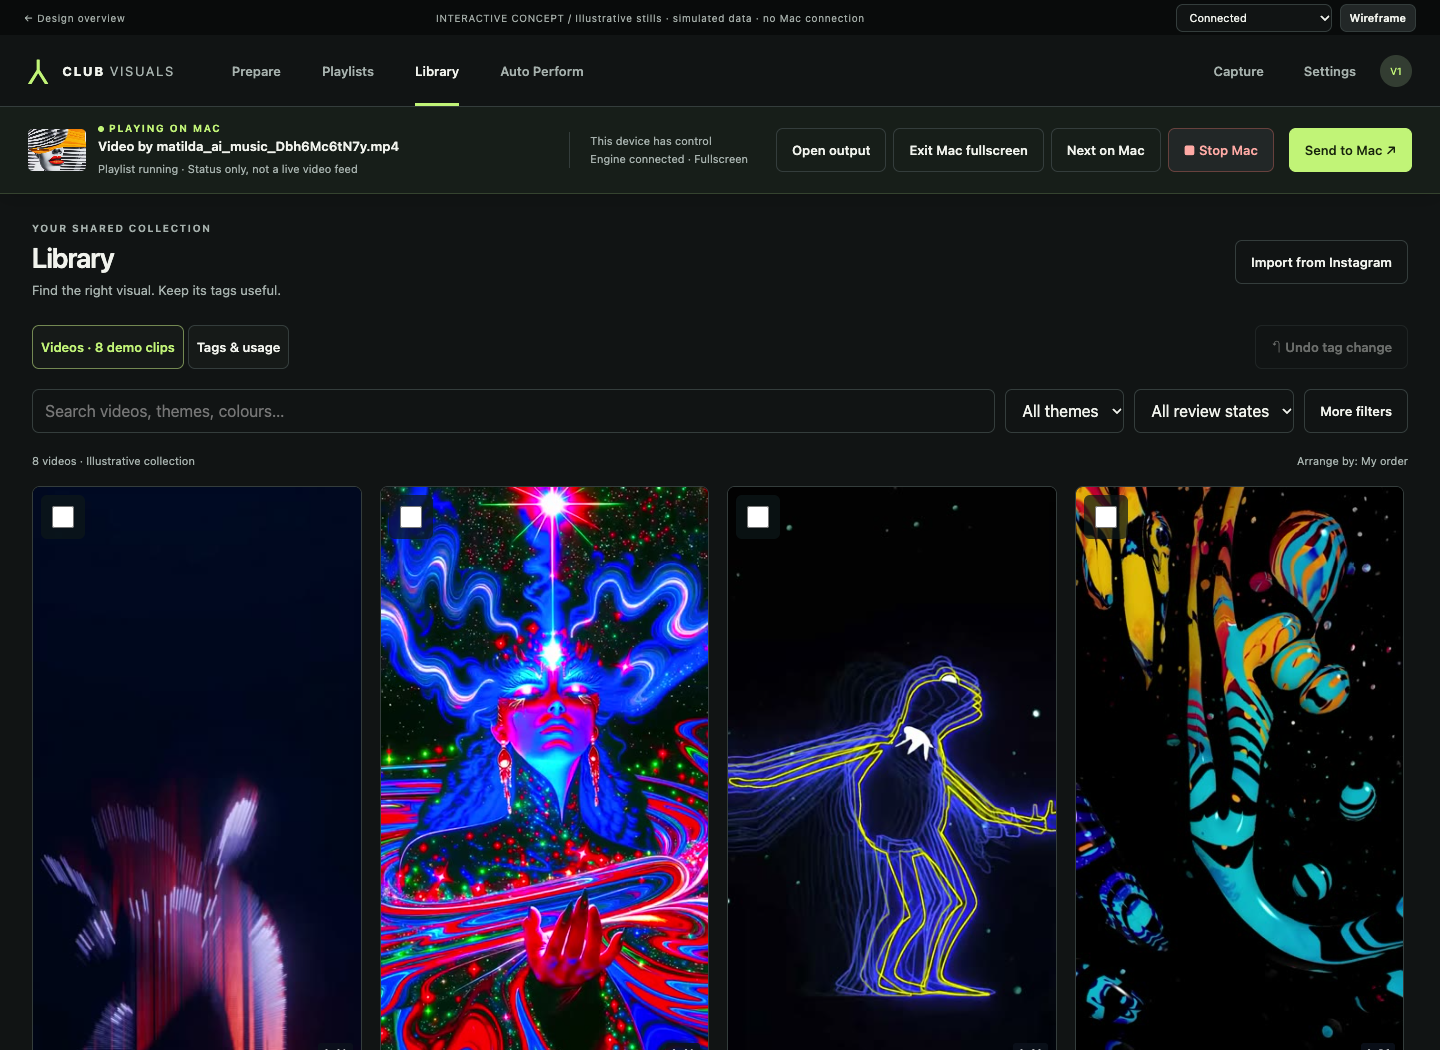 ← Design overview
INTERACTIVE CONCEPT / Illustrative stills · simulated data · no Mac connection
Connected
Wireframe
CLUB VISUALS
Prepare
Playlists
Library
Auto Perform
Capture
Settings
V1
PLAYING ON MAC
Video by matilda_ai_music_Dbh6Mc6tN7y.mp4
Playlist running · Status only, not a live video feed
This device has control
Engine connected · Fullscreen
Open output
Exit Mac fullscreen
Next on Mac
Stop Mac
Send to Mac ↗
YOUR SHARED COLLECTION
Library
Find the right visual. Keep its tags useful.
Import from Instagram
Videos · 8 demo clips
Tags & usage
Undo tag change
Search videos, themes, colours...
All themes
All review states
More filters
8 videos · Illustrative collection
Arrange by: My order